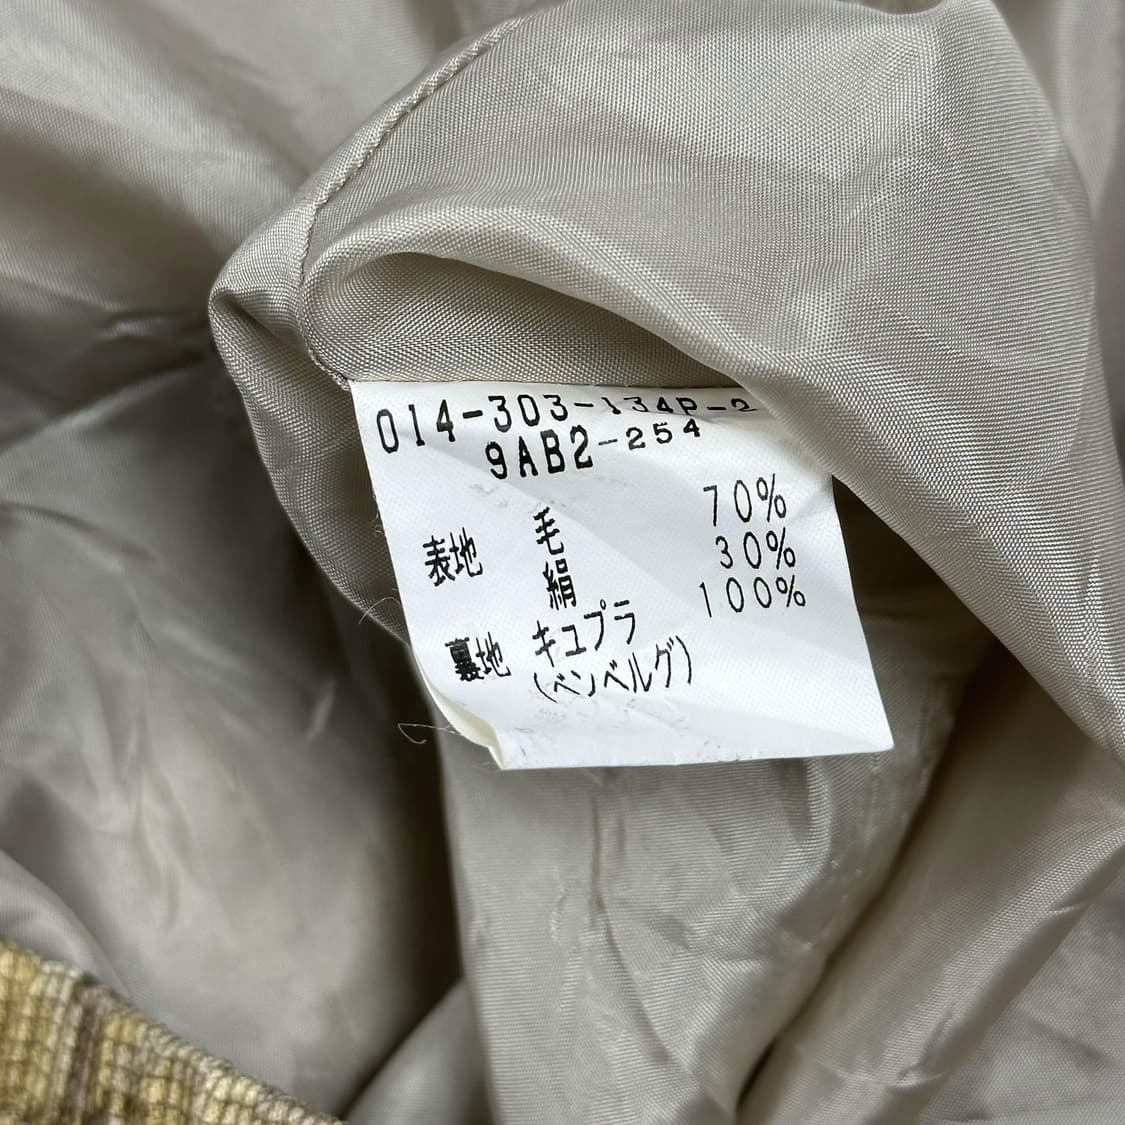 014-303-134P-2
9AB2-254
表地 毛 70%
絹 30%
裏地 キュプラ 100%
(ベンベルグ)